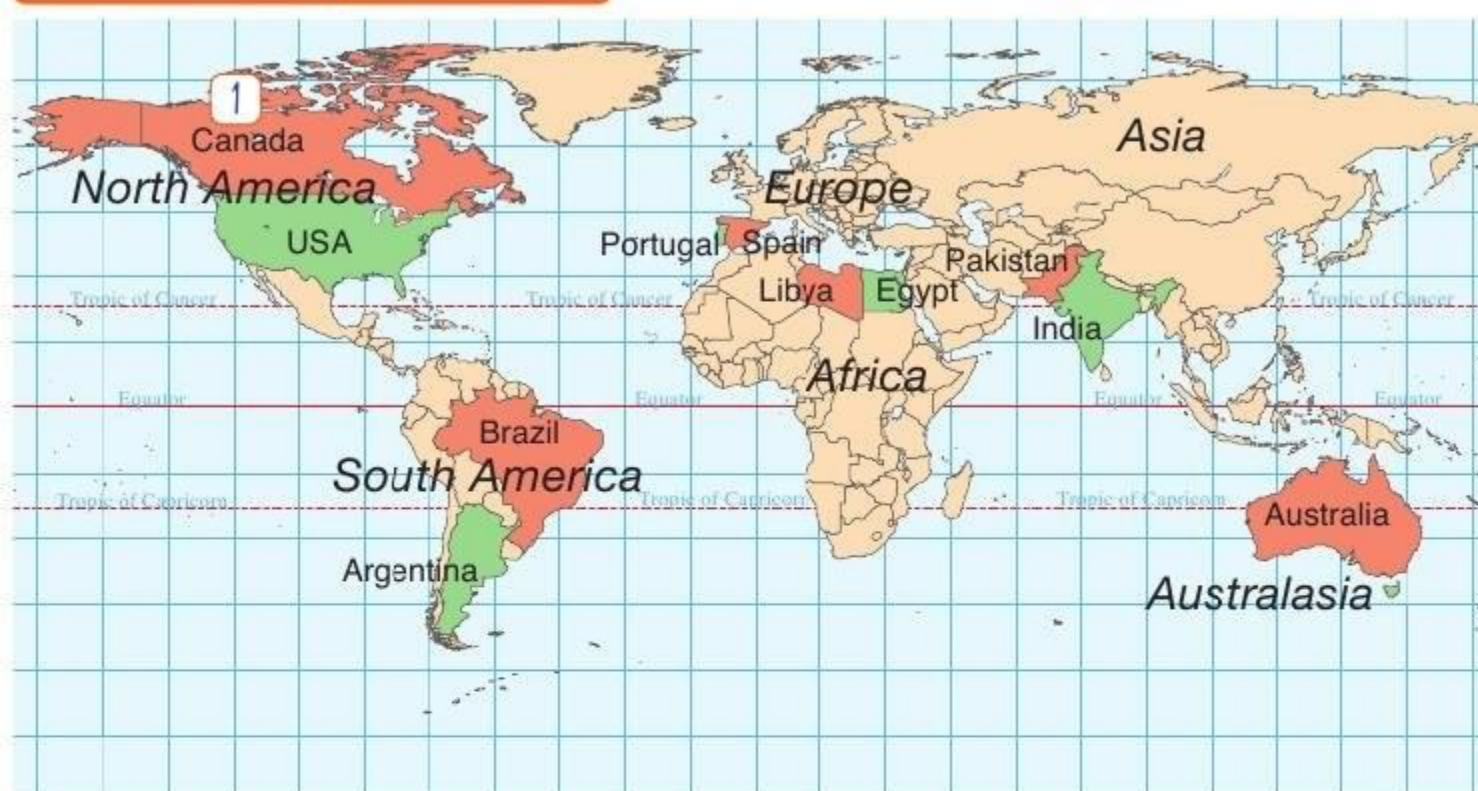 1
Canada
Asia
North America
Europe
USA
Portugal
Spain
Pakistan
Libya
Egypt
Tropic of Cancer
Tropic of Cancer
Tropic of Cancer
India
Africa
Equator
Equator
Equator
Equator
Brazil
South America
Tropic of Capricorn
Tropic of Capricorn
Tropic of Capricorn
Australia
Argentina
Australasia